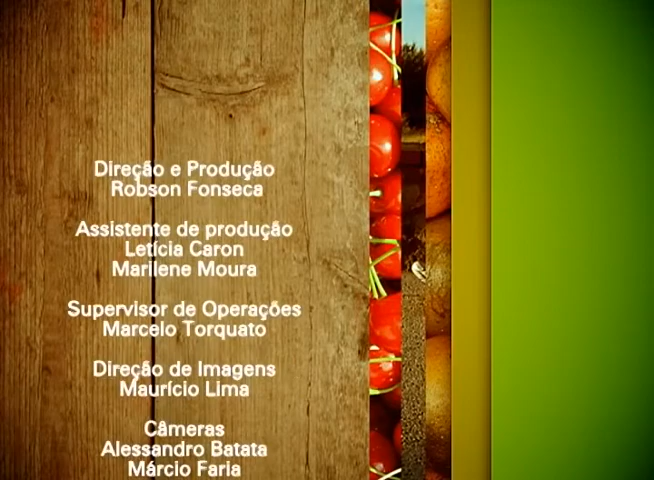 Direção e Produção
Robson Fonseca
Assistente de produção
Letícia Caron
Marilene Moura
Supervisor de Operações
Marcelo Torquato
Direção de Imagens
Maurício Lima
Câmeras
Alessandro Batata
Márcio Faria